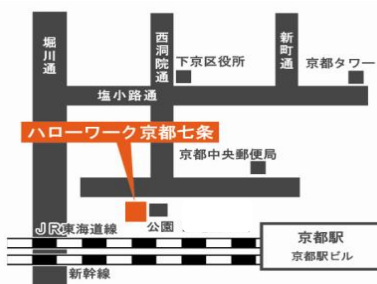 堀川通
西洞院通
新町通
下京区役所
京都タワー
塩小路通
ハローワーク京都七条
京都中央郵便局
公園
JR東海道線
京都駅
京都駅ビル
新幹線